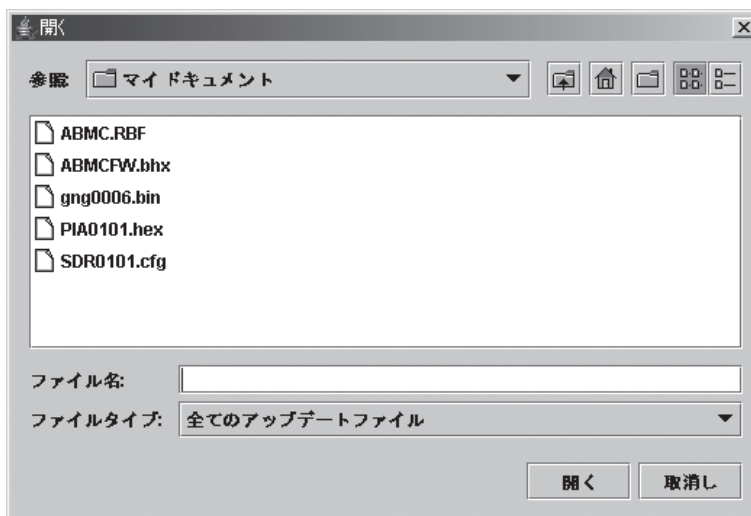 開く
参照: マイ ドキュメント
ABMC.RBF
ABMCFW.bhx
gng0006.bin
PIA0101.hex
SDR0101.cfg
ファイル名:
ファイルタイプ: 全てのアップデートファイル
開く 取消し